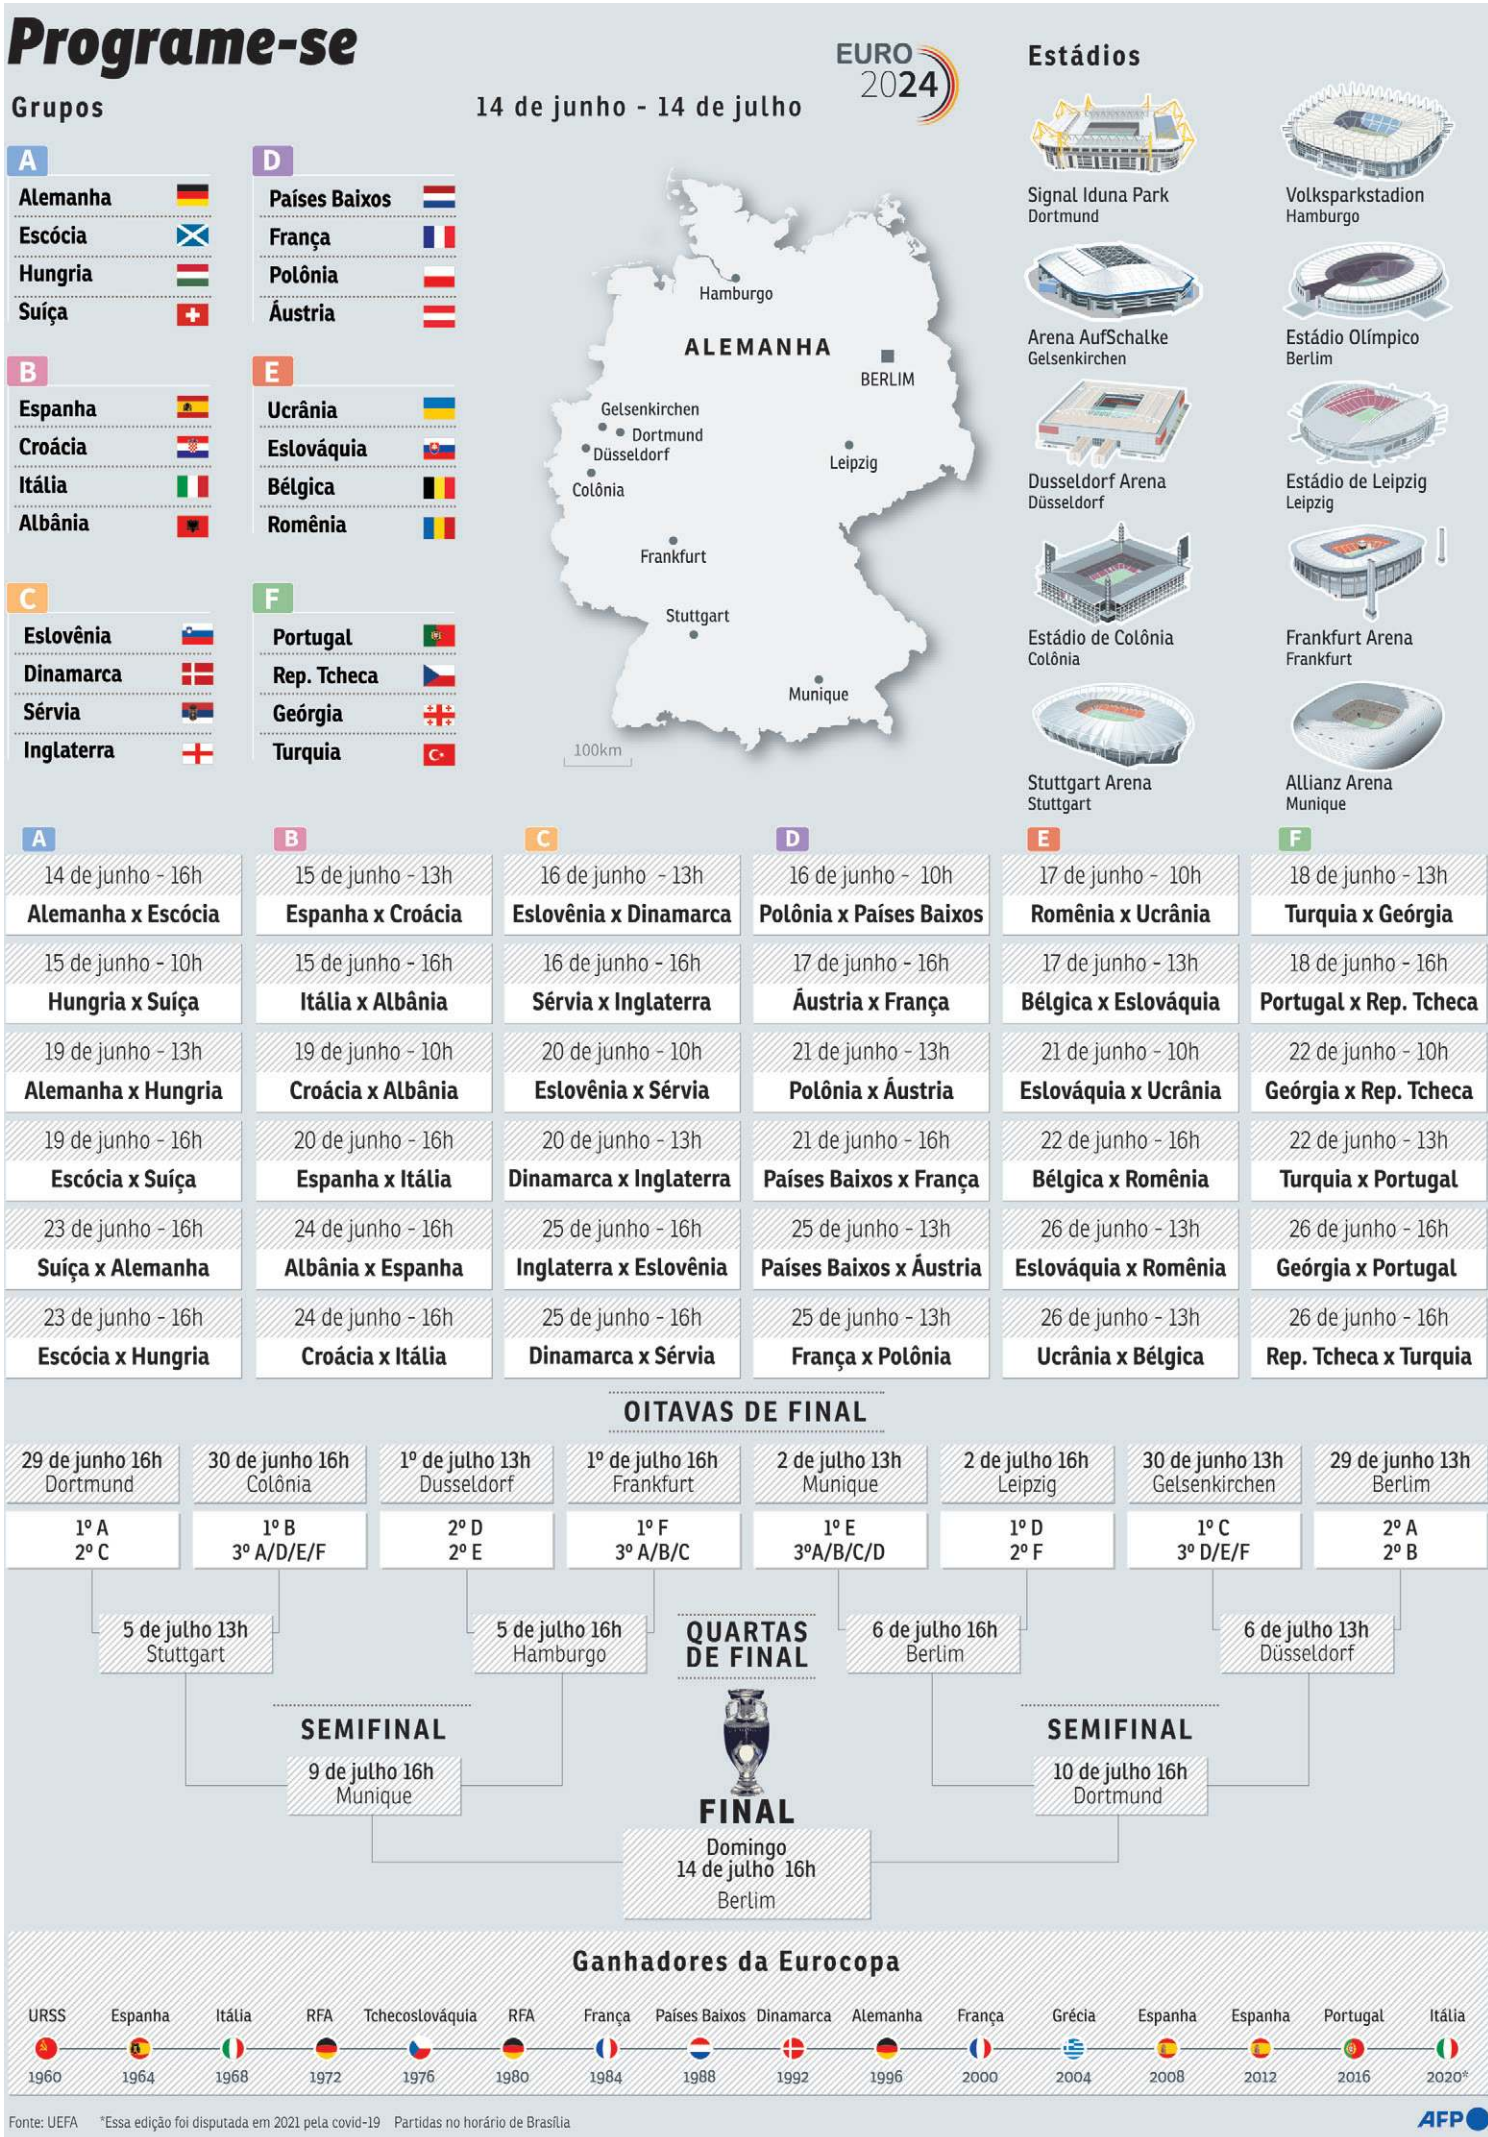 Programe-se
EURO
2024
Grupos
14 de junho - 14 de julho
A
Alemanha
Escócia
Hungria
Suíça
D
Países Baixos
França
Polônia
Áustria
B
Espanha
Croácia
Itália
Albânia
E
Ucrânia
Eslováquia
Bélgica
Romênia
C
Eslovênia
Dinamarca
Sérvia
Inglaterra
F
Portugal
Rep. Tcheca
Geórgia
Turquia
Hamburgo
ALEMANHA
BERLIM
Gelsenkirchen
Dortmund
Düsseldorf
Leipzig
Colônia
Frankfurt
Stuttgart
Munique
100km
Estádios
Signal Iduna Park
Dortmund
Volksparkstadion
Hamburgo
Arena AufSchalke
Gelsenkirchen
Estádio Olímpico
Berlim
Dusseldorf Arena
Düsseldorf
Estádio de Leipzig
Leipzig
Estádio de Colônia
Colônia
Frankfurt Arena
Frankfurt
Stuttgart Arena
Stuttgart
Allianz Arena
Munique
A
14 de junho - 16h
Alemanha x Escócia
15 de junho - 10h
Hungria x Suíça
19 de junho - 13h
Alemanha x Hungria
19 de junho - 16h
Escócia x Suíça
23 de junho - 16h
Suíça x Alemanha
23 de junho - 16h
Escócia x Hungria
B
15 de junho - 13h
Espanha x Croácia
15 de junho - 16h
Itália x Albânia
19 de junho - 10h
Croácia x Albânia
20 de junho - 16h
Espanha x Itália
24 de junho - 16h
Albânia x Espanha
24 de junho - 16h
Croácia x Itália
C
16 de junho - 13h
Eslovênia x Dinamarca
16 de junho - 16h
Sérvia x Inglaterra
20 de junho - 10h
Eslovênia x Sérvia
20 de junho - 13h
Dinamarca x Inglaterra
25 de junho - 16h
Inglaterra x Eslovênia
25 de junho - 16h
Dinamarca x Sérvia
D
16 de junho - 10h
Polônia x Países Baixos
17 de junho - 16h
Áustria x França
21 de junho - 13h
Polônia x Áustria
21 de junho - 16h
Países Baixos x França
25 de junho - 13h
Países Baixos x Áustria
25 de junho - 13h
França x Polônia
E
17 de junho - 10h
Romênia x Ucrânia
17 de junho - 13h
Bélgica x Eslováquia
21 de junho - 10h
Eslováquia x Ucrânia
22 de junho - 16h
Bélgica x Romênia
26 de junho - 13h
Eslováquia x Romênia
26 de junho - 13h
Ucrânia x Bélgica
F
18 de junho - 13h
Turquia x Geórgia
18 de junho - 16h
Portugal x Rep. Tcheca
22 de junho - 10h
Geórgia x Rep. Tcheca
22 de junho - 13h
Turquia x Portugal
26 de junho - 16h
Geórgia x Portugal
26 de junho - 16h
Rep. Tcheca x Turquia
OITAVAS DE FINAL
29 de junho 16h
Dortmund
1º A
2º C
30 de junho 16h
Colônia
1º B
3º A/D/E/F
1º de julho 13h
Dusseldorf
2º D
2º E
1º de julho 16h
Frankfurt
1º F
3º A/B/C
2 de julho 13h
Munique
1º E
3ºA/B/C/D
2 de julho 16h
Leipzig
1º D
2º F
30 de junho 13h
Gelsenkirchen
1º C
3º D/E/F
29 de junho 13h
Berlim
2º A
2º B
5 de julho 13h
Stuttgart
5 de julho 16h
Hamburgo
QUARTAS
DE FINAL
6 de julho 16h
Berlim
6 de julho 13h
Düsseldorf
SEMIFINAL
9 de julho 16h
Munique
SEMIFINAL
10 de julho 16h
Dortmund
FINAL
Domingo
14 de julho 16h
Berlim
Ganhadores da Eurocopa
URSS Espanha Itália RFA Tchecoslováquia RFA França Países Baixos Dinamarca Alemanha França Grécia Espanha Espanha Portugal Itália
1960 1964 1968 1972 1976 1980 1984 1988 1992 1996 2000 2004 2008 2012 2016 2020*
Fonte: UEFA *Essa edição foi disputada em 2021 pela covid-19 Partidas no horário de Brasília
AFP